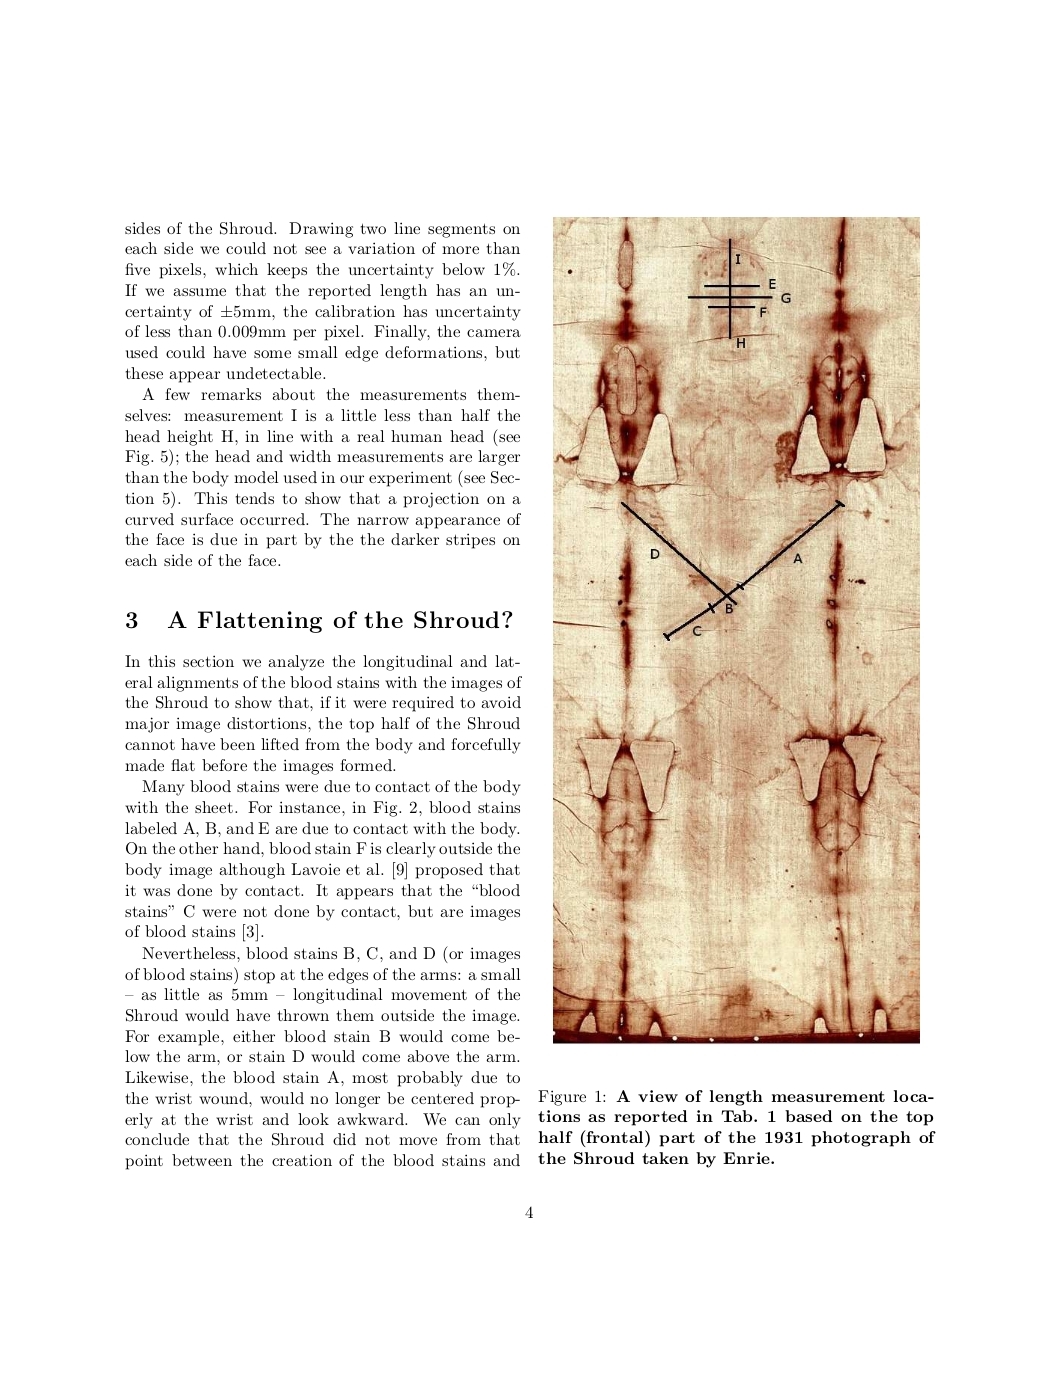 sides of the Shroud. Drawing two line segments on
each side we could not see a variation of more than
five pixels, which keeps the uncertainty below 1%.
If we assume that the reported length has an un-
certainty of ±5mm, the calibration has uncertainty
of less than 0.009mm per pixel. Finally, the camera
used could have some small edge deformations, but
these appear undetectable.
A few remarks about the measurements them-
selves: measurement I is a little less than half the
head height H, in line with a real human head (see
Fig. 5); the head and width measurements are larger
than the body model used in our experiment (see Sec-
tion 5). This tends to show that a projection on a
curved surface occurred. The narrow appearance of
the face is due in part by the the darker stripes on
each side of the face.
3 A Flattening of the Shroud?
In this section we analyze the longitudinal and lat-
eral alignments of the blood stains with the images of
the Shroud to show that, if it were required to avoid
major image distortions, the top half of the Shroud
cannot have been lifted from the body and forcefully
made flat before the images formed.
Many blood stains were due to contact of the body
with the sheet. For instance, in Fig. 2, blood stains
labeled A, B, and E are due to contact with the body.
On the other hand, blood stain F is clearly outside the
body image although Lavoie et al. [9] proposed that
it was done by contact. It appears that the “blood
stains” C were not done by contact, but are images
of blood stains [3].
Nevertheless, blood stains B, C, and D (or images
of blood stains) stop at the edges of the arms: a small
– as little as 5mm – longitudinal movement of the
Shroud would have thrown them outside the image.
For example, either blood stain B would come be-
low the arm, or stain D would come above the arm.
Likewise, the blood stain A, most probably due to
the wrist wound, would no longer be centered prop-
erly at the wrist and look awkward. We can only
conclude that the Shroud did not move from that
point between the creation of the blood stains and
I
E
G
F
H
D
A
B
C
Figure 1: A view of length measurement loca-
tions as reported in Tab. 1 based on the top
half (frontal) part of the 1931 photograph of
the Shroud taken by Enrie.
4